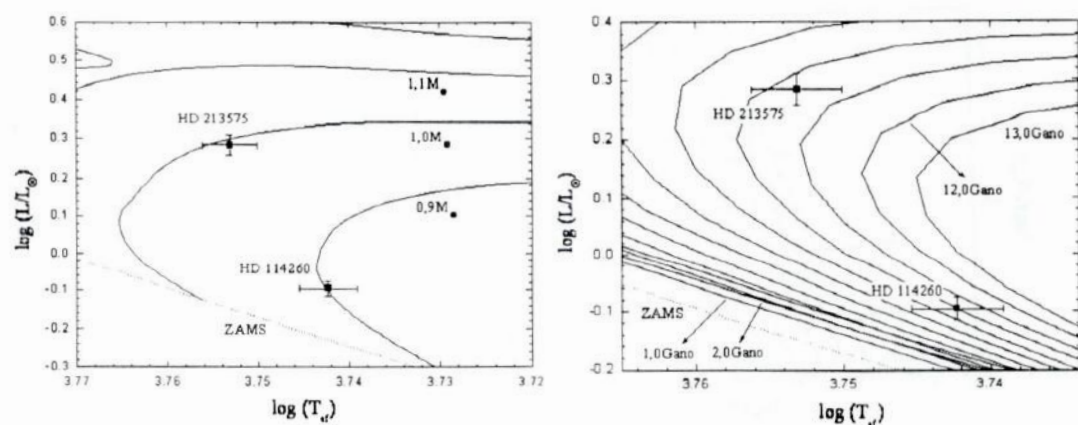 0.6
0.5
0.4
0.3
0.2
0.1
0.0
-0.1
-0.2
-0.3
log (L/L⊙)
HD 213575
1,1M
1,0M
0,9M
HD 114260
ZAMS
3.77
3.76
3.75
3.74
3.73
3.72
log (Tef)
0.4
0.3
0.2
0.1
0.0
-0.1
-0.2
log (L/L⊙)
HD 213575
13,0Gano
12,0Gano
HD 114260
ZAMS
1,0Gano
2,0Gano
3.76
3.75
3.74
log (Tef)